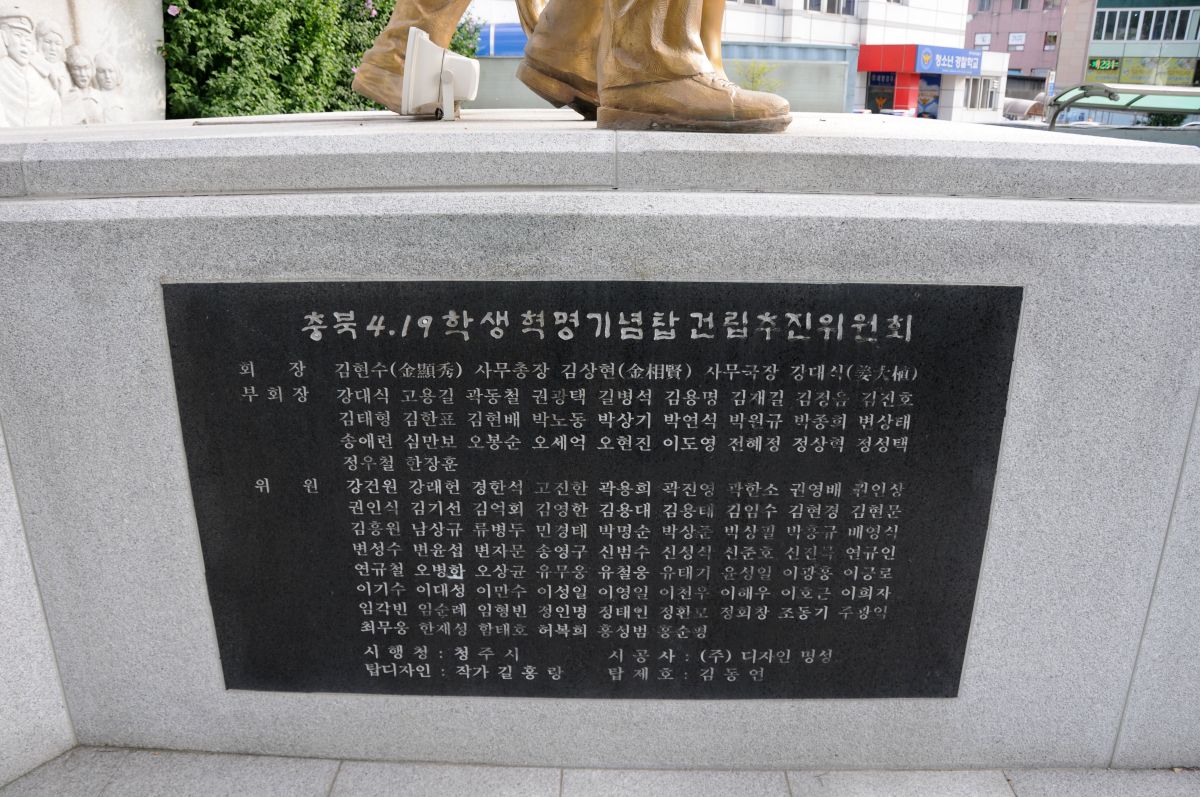 청소년 경찰학교
충북4.19학생혁명기념탑건립추진위원회
회 장 김현수(金顯秀) 사무총장 김상현(金相賢) 사무국장 강대식(姜大植)
부회장 강대식 고용길 곽동철 권광택 길병석 김용명 김재길 김정음 김진호
김태형 김한표 김현배 박노동 박상기 박연석 박원규 박종희 변상태
송애련 심만보 오봉순 오세억 오현진 이도영 전혜정 정상혁 정성택
정우철 한장훈
위 원 강건원 강래헌 경한석 고진한 곽용희 곽진영 곽한소 권영배 권인상
권인식 김기선 김억회 김영한 김용대 김용태 김임수 김현경 김현문
김흥원 남상규 류병두 민경태 박명순 박상준 박상필 박홍규 배영식
변성수 변윤섭 변자문 송영구 신범수 신성식 신준호 연규인
연규철 오병화 오상균 유무웅 유철웅 유태기 윤성일 이광홍 이긍로
이기수 이대성 이만수 이성일 이영일 이천우 이해우 이호근 이희자
임각빈 임순례 임형빈 정인명 정태인 정환모 정회창 조동기 주광익
최무웅 한재성 함태호 허복희 홍성범 홍순평
시 행 청 : 청 주 시 시 공 사 : (주) 디자인 명성
탑디자인 : 작가 길 홍 랑 탑 제 호 : 김 동 연